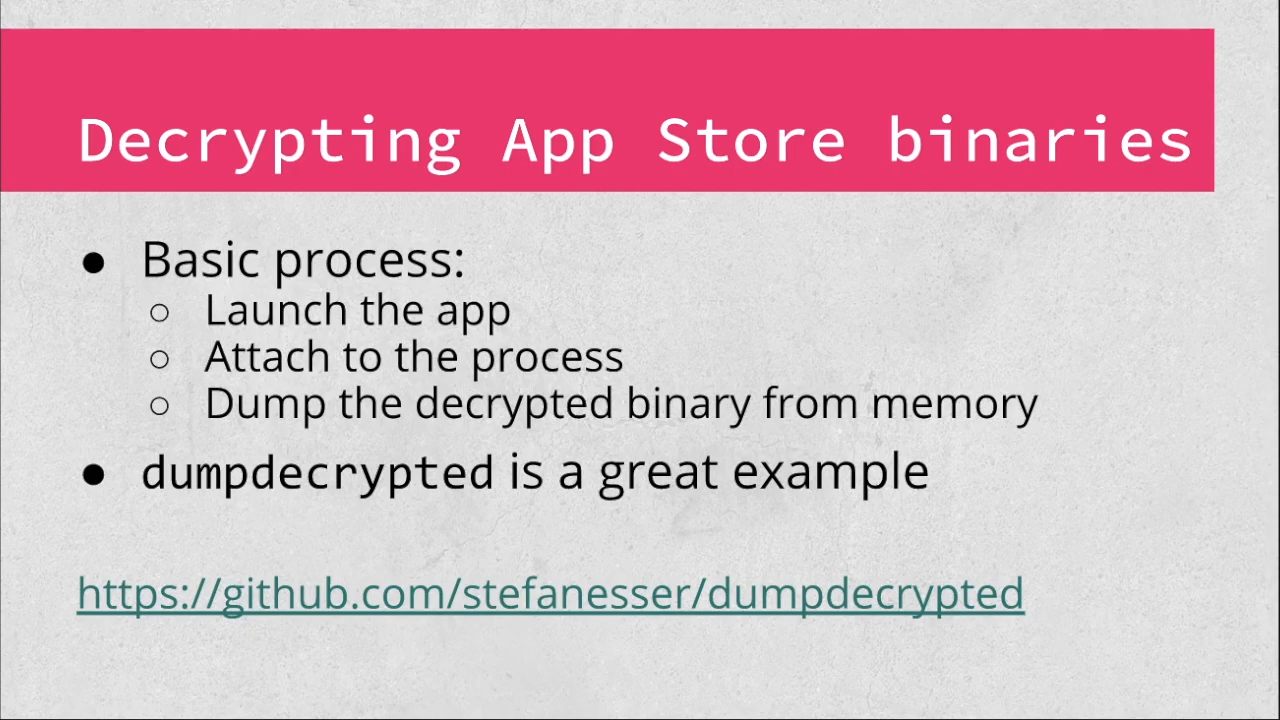 Decrypting App Store binaries
● Basic process:
○ Launch the app
○ Attach to the process
○ Dump the decrypted binary from memory
● dumpdecrypted is a great example
https://github.com/stefanesser/dumpdecrypted